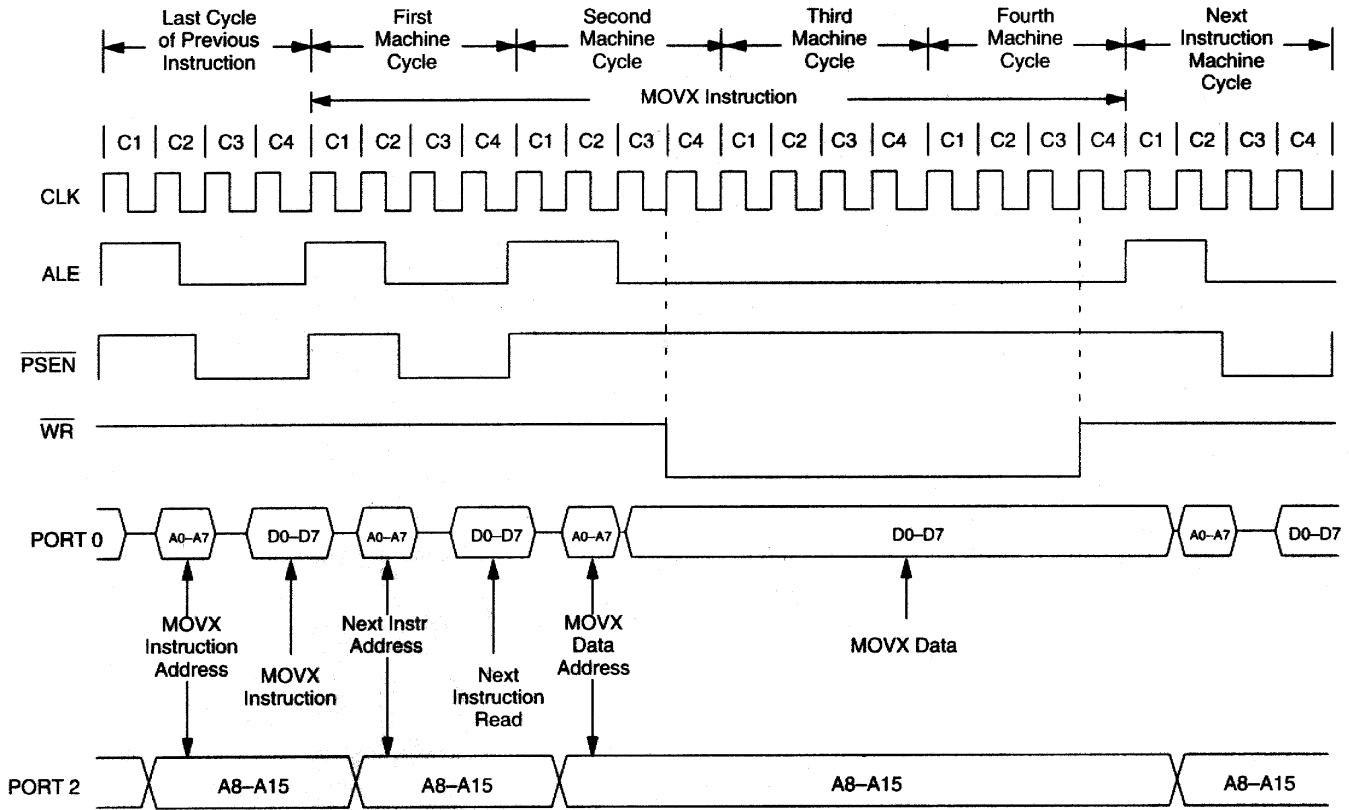 Last Cycle
of Previous
Instruction
First
Machine
Cycle
Second
Machine
Cycle
Third
Machine
Cycle
Fourth
Machine
Cycle
Next
Instruction
Machine
Cycle
MOVX Instruction
C1 C2 C3 C4 C1 C2 C3 C4 C1 C2 C3 C4 C1 C2 C3 C4 C1 C2 C3 C4 C1 C2 C3 C4
CLK
ALE
PSEN
WR
PORT 0
A0–A7 D0–D7 A0–A7 D0–D7 A0–A7 D0–D7 A0–A7 D0–D7
MOVX
Instruction
Address
MOVX
Instruction
Next Instr
Address
Next
Instruction
Read
MOVX
Data
Address
MOVX Data
PORT 2
A8–A15 A8–A15 A8–A15 A8–A15